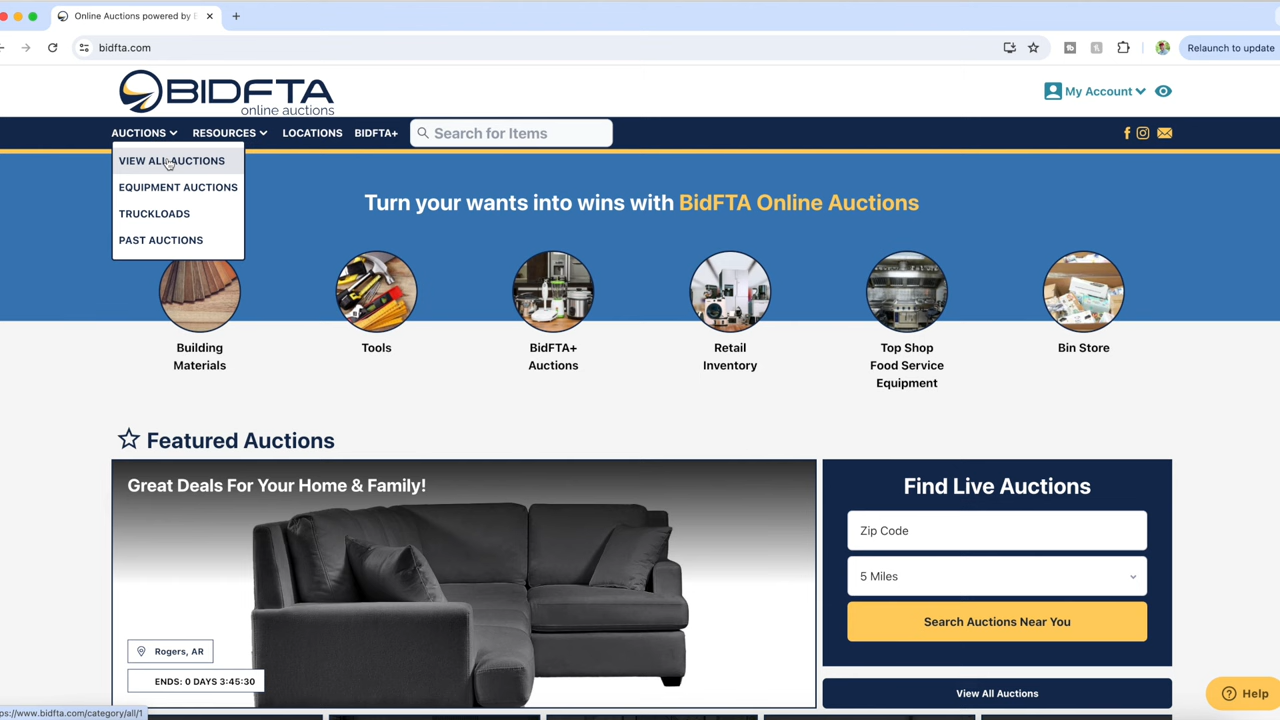 Online Auctions powered by
bidfta.com
Relaunch to update
BIDFTA
online auctions
My Account
AUCTIONS
RESOURCES
LOCATIONS
BIDFTA+
Search for Items
VIEW ALL AUCTIONS
EQUIPMENT AUCTIONS
TRUCKLOADS
PAST AUCTIONS
Turn your wants into wins with BidFTA Online Auctions
Building
Materials
Tools
BidFTA+
Auctions
Retail
Inventory
Top Shop
Food Service
Equipment
Bin Store
Featured Auctions
Great Deals For Your Home & Family!
Rogers, AR
ENDS: 0 DAYS 3:45:30
Find Live Auctions
Zip Code
5 Miles
Search Auctions Near You
View All Auctions
Help
ps://www.bidfta.com/category/all/1